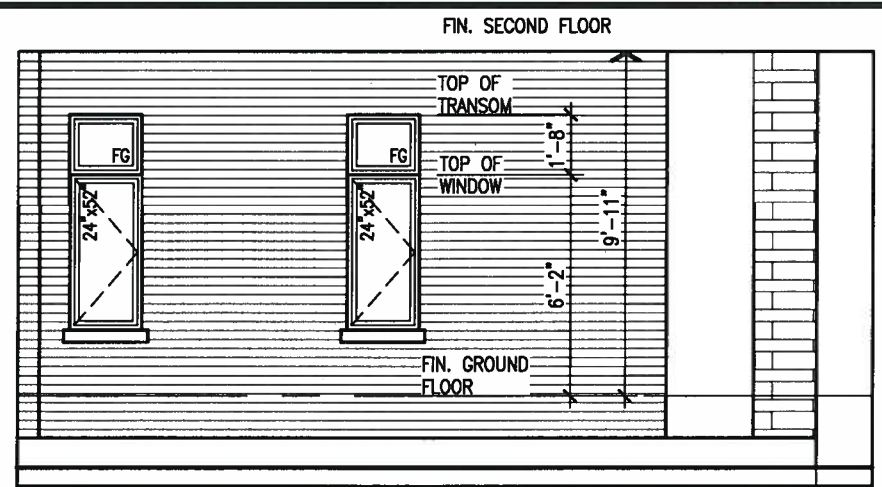 FIN. SECOND FLOOR
TOP OF
TRANSOM
1'-8"
FG
FG
TOP OF
WINDOW
24"x52"
24"x52"
9'-11"
6'-2"
FIN. GROUND
FLOOR